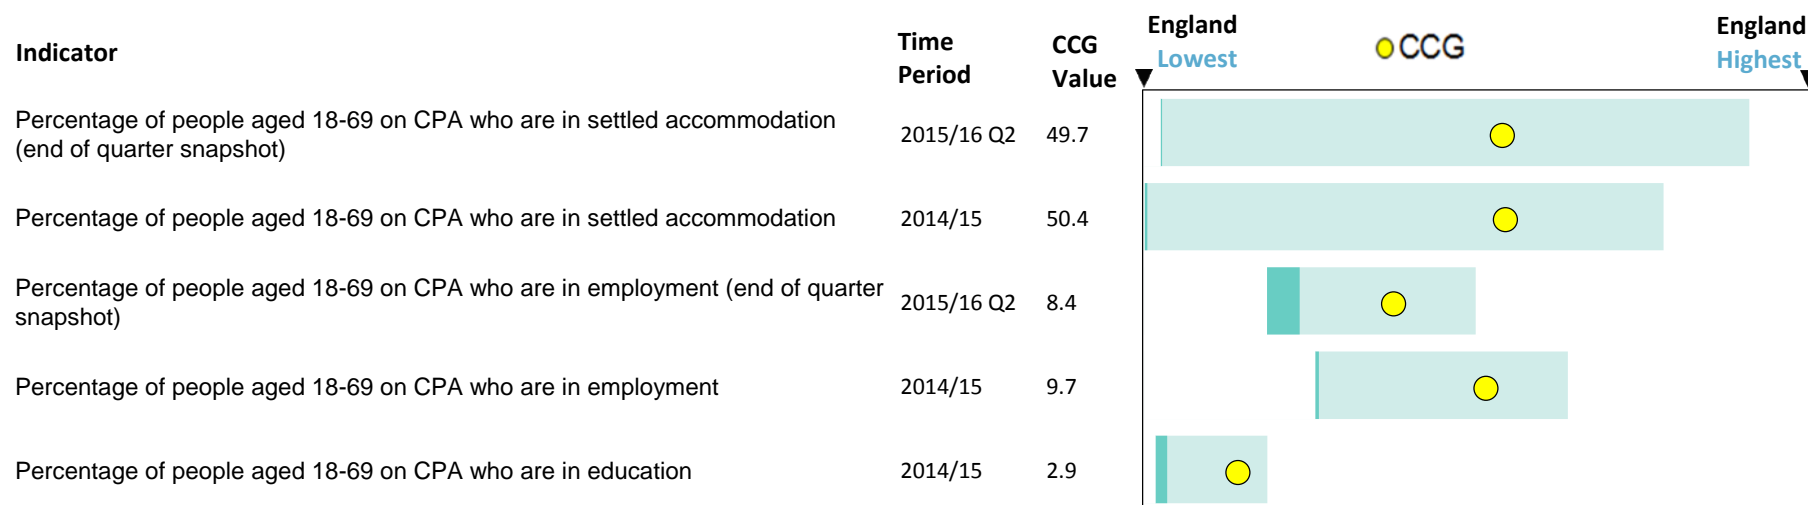 Indicator
Time
Period
CCG
Value
England
Lowest
CCG
England
Highest
Percentage of people aged 18-69 on CPA who are in settled accommodation
(end of quarter snapshot)
2015/16 Q2
49.7
Percentage of people aged 18-69 on CPA who are in settled accommodation
2014/15
50.4
Percentage of people aged 18-69 on CPA who are in employment (end of quarter
snapshot)
2015/16 Q2
8.4
Percentage of people aged 18-69 on CPA who are in employment
2014/15
9.7
Percentage of people aged 18-69 on CPA who are in education
2014/15
2.9